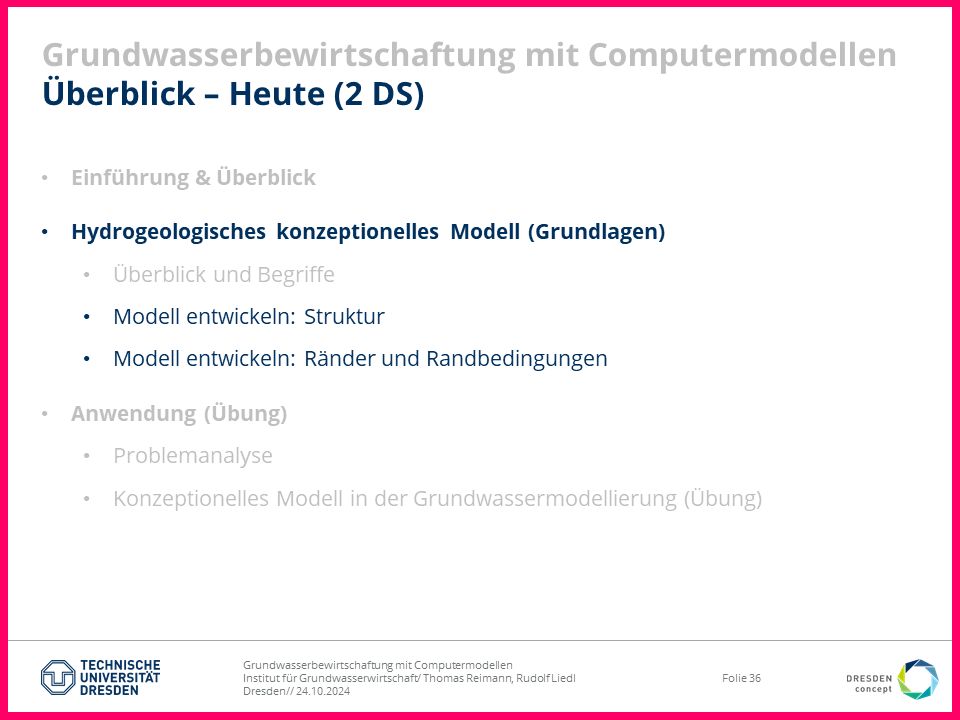 Grundwasserbewirtschaftung mit Computermodellen
Überblick – Heute (2 DS)
• Einführung & Überblick
• Hydrogeologisches konzeptionelles Modell (Grundlagen)
• Überblick und Begriffe
• Modell entwickeln: Struktur
• Modell entwickeln: Ränder und Randbedingungen
• Anwendung (Übung)
• Problemanalyse
• Konzeptionelles Modell in der Grundwassermodellierung (Übung)
TECHNISCHE
UNIVERSITÄT
DRESDEN
Grundwasserbewirtschaftung mit Computermodellen
Institut für Grundwasserwirtschaft/ Thomas Reimann, Rudolf Liedl
Dresden// 24.10.2024
Folie 36
DRESDEN
concept